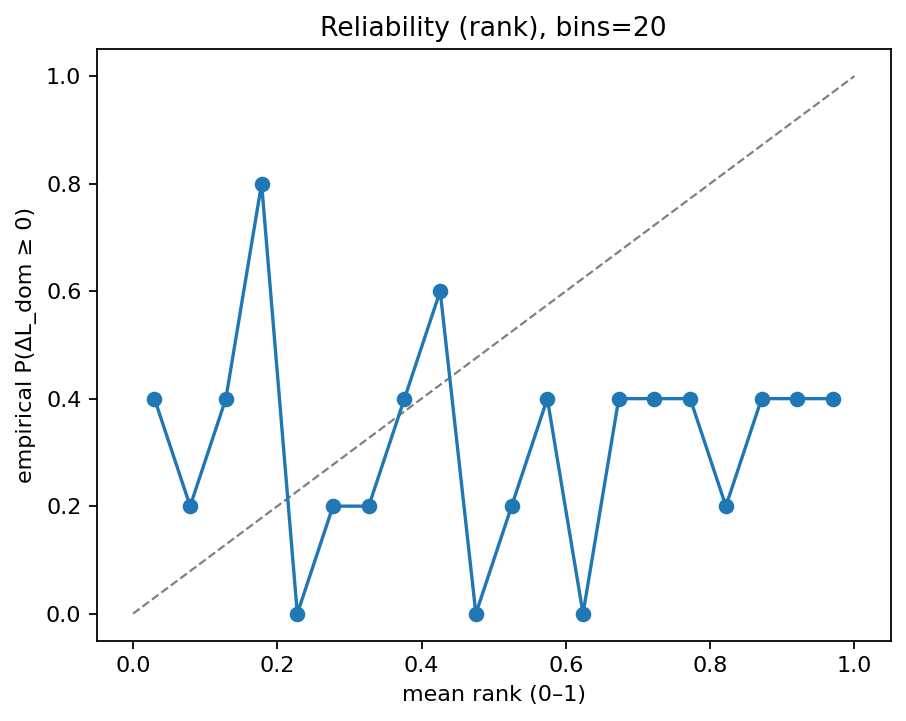 Reliability (rank), bins=20
empirical P(ΔL_dom ≥ 0)
1.0
0.8
0.6
0.4
0.2
0.0
0.0 0.2 0.4 0.6 0.8 1.0
mean rank (0–1)